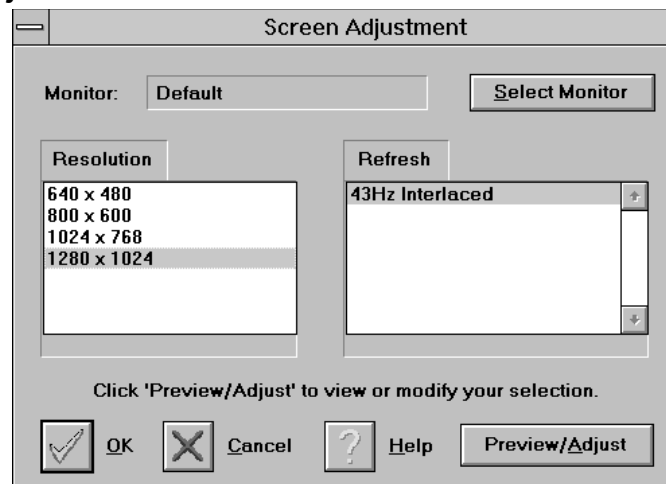 Screen Adjustment
Monitor: Default Select Monitor
Resolution
640 x 480
800 x 600
1024 x 768
1280 x 1024
Refresh
43Hz Interlaced
Click 'Preview/Adjust' to view or modify your selection.
OK Cancel ? Help Preview/Adjust